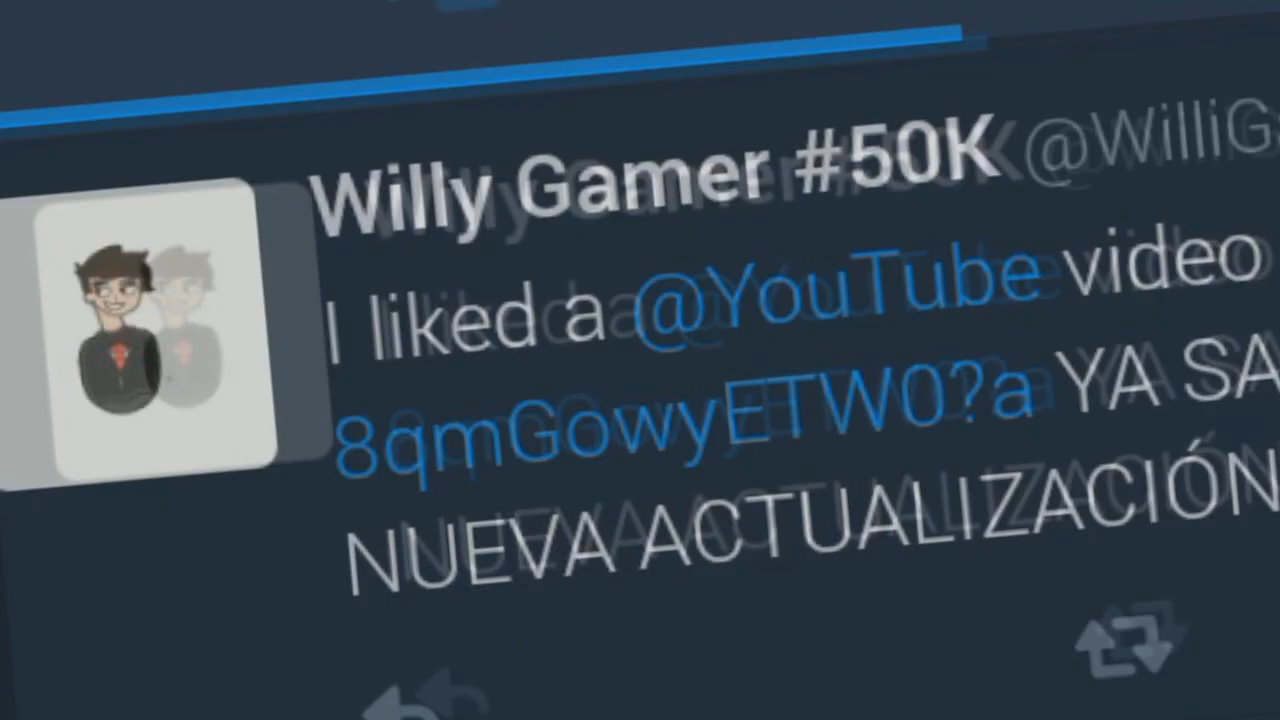 Willy Gamer #50K @WilliG
I liked a @YouTube video
8qmGowyETW0?a YA SA
NUEVA ACTUALIZACIÓN